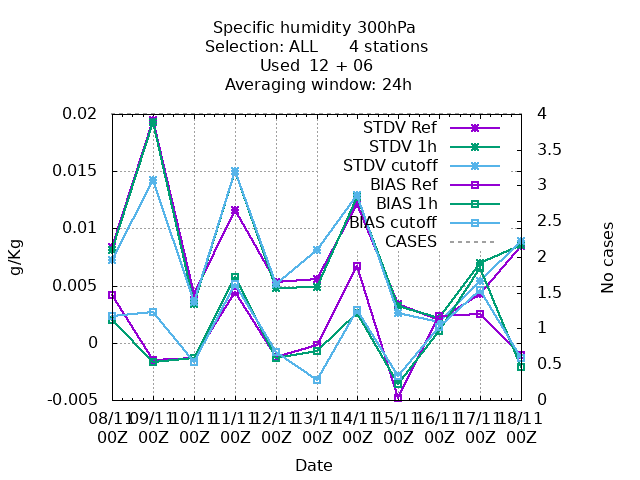 Specific humidity 300hPa
Selection: ALL 4 stations
Used 12 + 06
Averaging window: 24h
STDV Ref
STDV 1h
STDV cutoff
BIAS Ref
BIAS 1h
BIAS cutoff
CASES
g/Kg
0.02
0.015
0.01
0.005
0
-0.005
4
3.5
3
2.5
2
1.5
1
0.5
0
No cases
08/11 09/11 10/11 11/11 12/11 13/11 14/11 15/11 16/11 17/11 18/11
00Z 00Z 00Z 00Z 00Z 00Z 00Z 00Z 00Z 00Z 00Z
Date